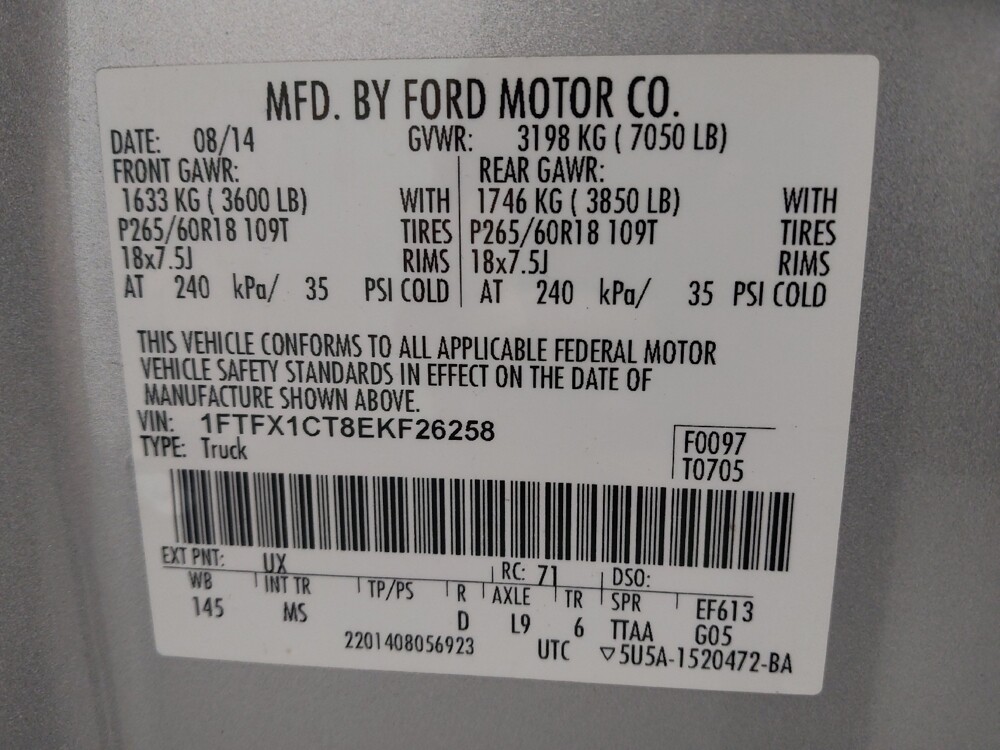 MFD. BY FORD MOTOR CO.
DATE: 08/14 GVWR: 3198 KG ( 7050 LB)
FRONT GAWR: REAR GAWR:
1633 KG ( 3600 LB) WITH 1746 KG ( 3850 LB) WITH
P265/60R18 109T TIRES P265/60R18 109T TIRES
18x7.5J RIMS 18x7.5J RIMS
AT 240 kPa/ 35 PSI COLD AT 240 kPa/ 35 PSI COLD
THIS VEHICLE CONFORMS TO ALL APPLICABLE FEDERAL MOTOR
VEHICLE SAFETY STANDARDS IN EFFECT ON THE DATE OF
MANUFACTURE SHOWN ABOVE.
VIN: 1FTFX1CT8EKF26258
TYPE: Truck
F0097
T0705
EXT PNT: UX RC: 71 DSO:
WB INT TR TP/PS R AXLE TR SPR EF613
145 MS D L9 6 TTAA G05
2201408056923 UTC ▽5U5A-1520472-BA